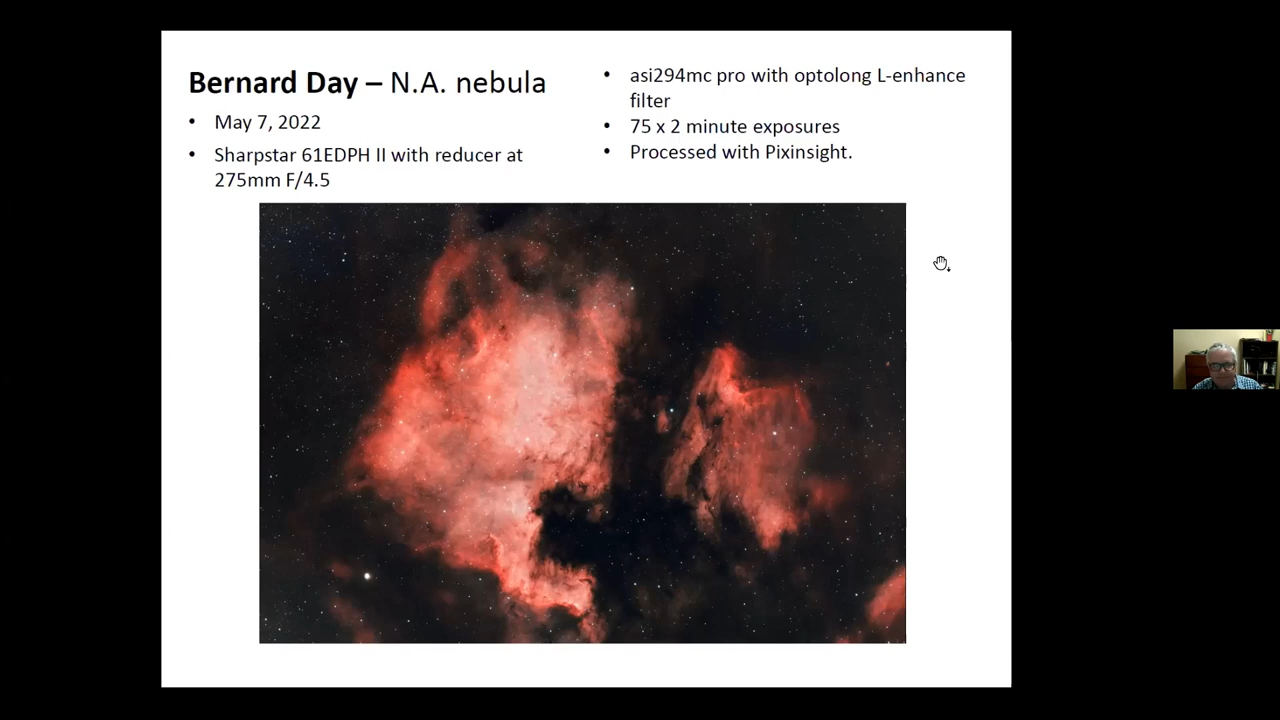 Bernard Day – N.A. nebula
• May 7, 2022
• Sharpstar 61EDPH II with reducer at
275mm F/4.5
• asi294mc pro with optolong L-enhance
filter
• 75 x 2 minute exposures
• Processed with Pixinsight.